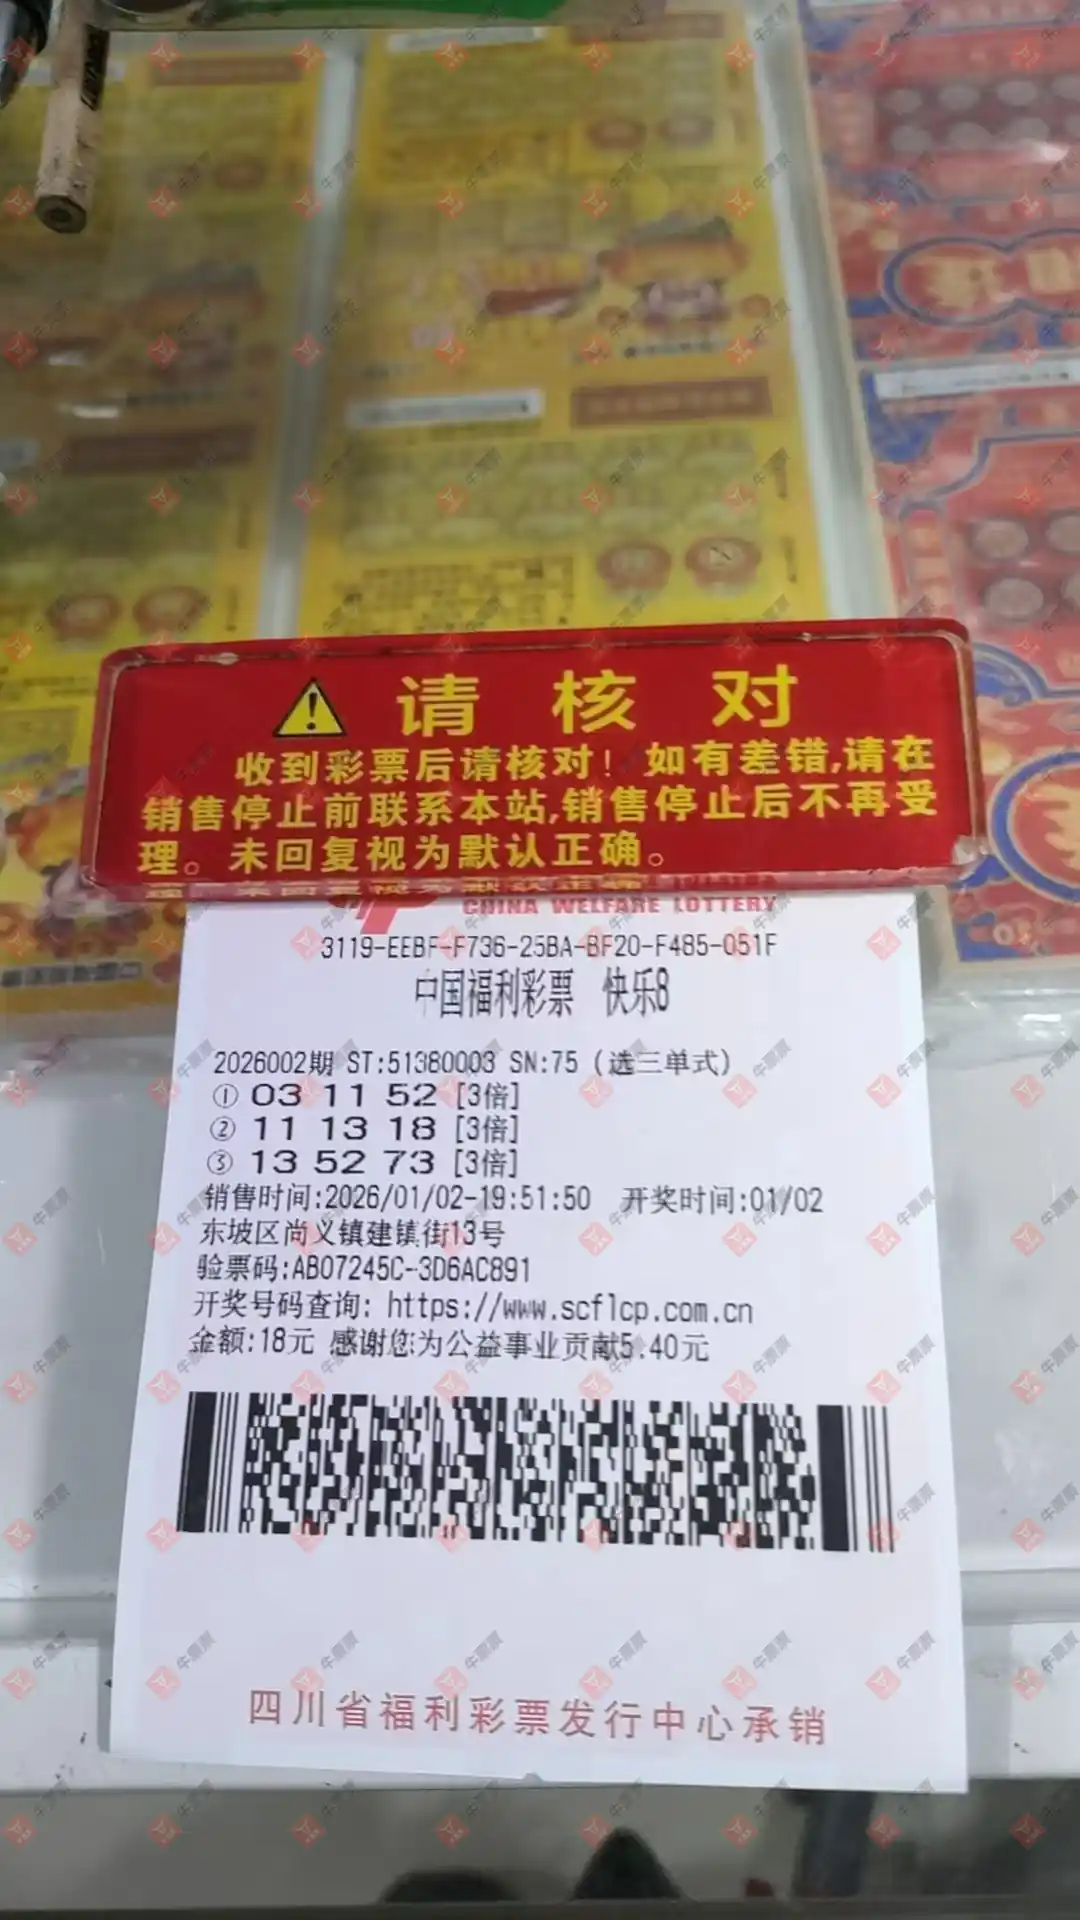 请核对
收到彩票后请核对！如有差错,请在
销售停止前联系本站,销售停止后不再受
理。未回复视为默认正确。
CHINA WELFARE LOTTERY
3119-EEBF-F736-25BA-BF20-F485-051F
中国福利彩票 快乐8
2026002期 ST:51380003 SN:75 (选三单式)
① 03 11 52 [3倍]
② 11 13 18 [3倍]
③ 13 52 73 [3倍]
销售时间:2026/01/02-19:51:50 开奖时间:01/02
东坡区尚义镇建镇街13号
验票码:AB07245C-3D6AC891
开奖号码查询: https://www.scflcp.com.cn
金额:18元 感谢您为公益事业贡献5.40元
四川省福利彩票发行中心承销
牛票票